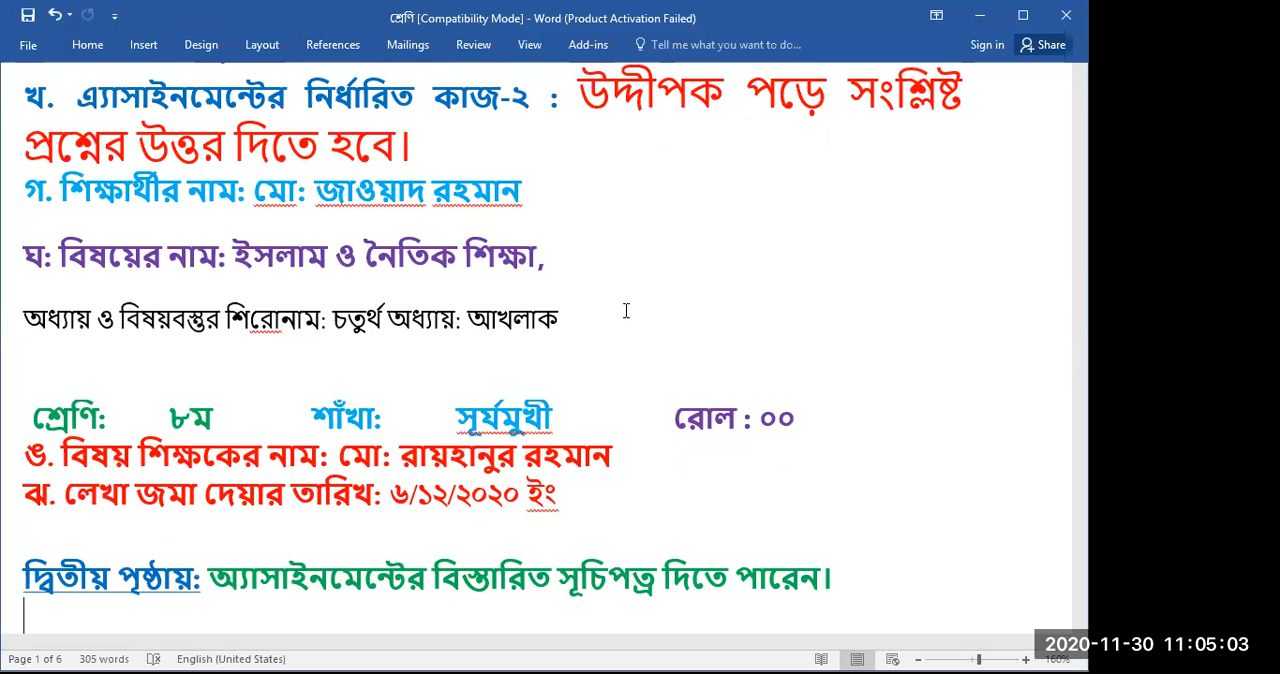 শ্রেণি [Compatibility Mode] - Word (Product Activation Failed)
File Home Insert Design Layout References Mailings Review View Add-ins Tell me what you want to do... Sign in Share
খ. এ্যাসাইনমেন্টের নির্ধারিত কাজ-২ : উদ্দীপক পড়ে সংশ্লিষ্ট
প্রশ্নের উত্তর দিতে হবে।
গ. শিক্ষার্থীর নাম: মো: জাওয়াদ রহমান
ঘ: বিষয়ের নাম: ইসলাম ও নৈতিক শিক্ষা,
অধ্যায় ও বিষয়বস্তুর শিরোনাম: চতুর্থ অধ্যায়: আখলাক
শ্রেণি: ৮ম শাঁখা: সূর্যমুখী রোল : ০০
ঙ. বিষয় শিক্ষকের নাম: মো: রায়হানুর রহমান
ঝ. লেখা জমা দেয়ার তারিখ: ৬/১২/২০২০ ইং
দ্বিতীয় পৃষ্ঠায়: অ্যাসাইনমেন্টের বিস্তারিত সূচিপত্র দিতে পারেন।
2020-11-30 11:05:03
Page 1 of 6 305 words English (United States) 160%